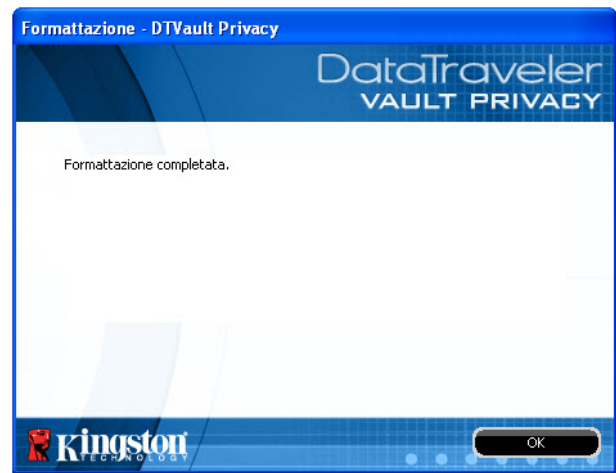 Formattazione - DTVault Privacy
DataTraveler
VAULT PRIVACY
Formattazione completata.
Kingston
TECHNOLOGY
OK